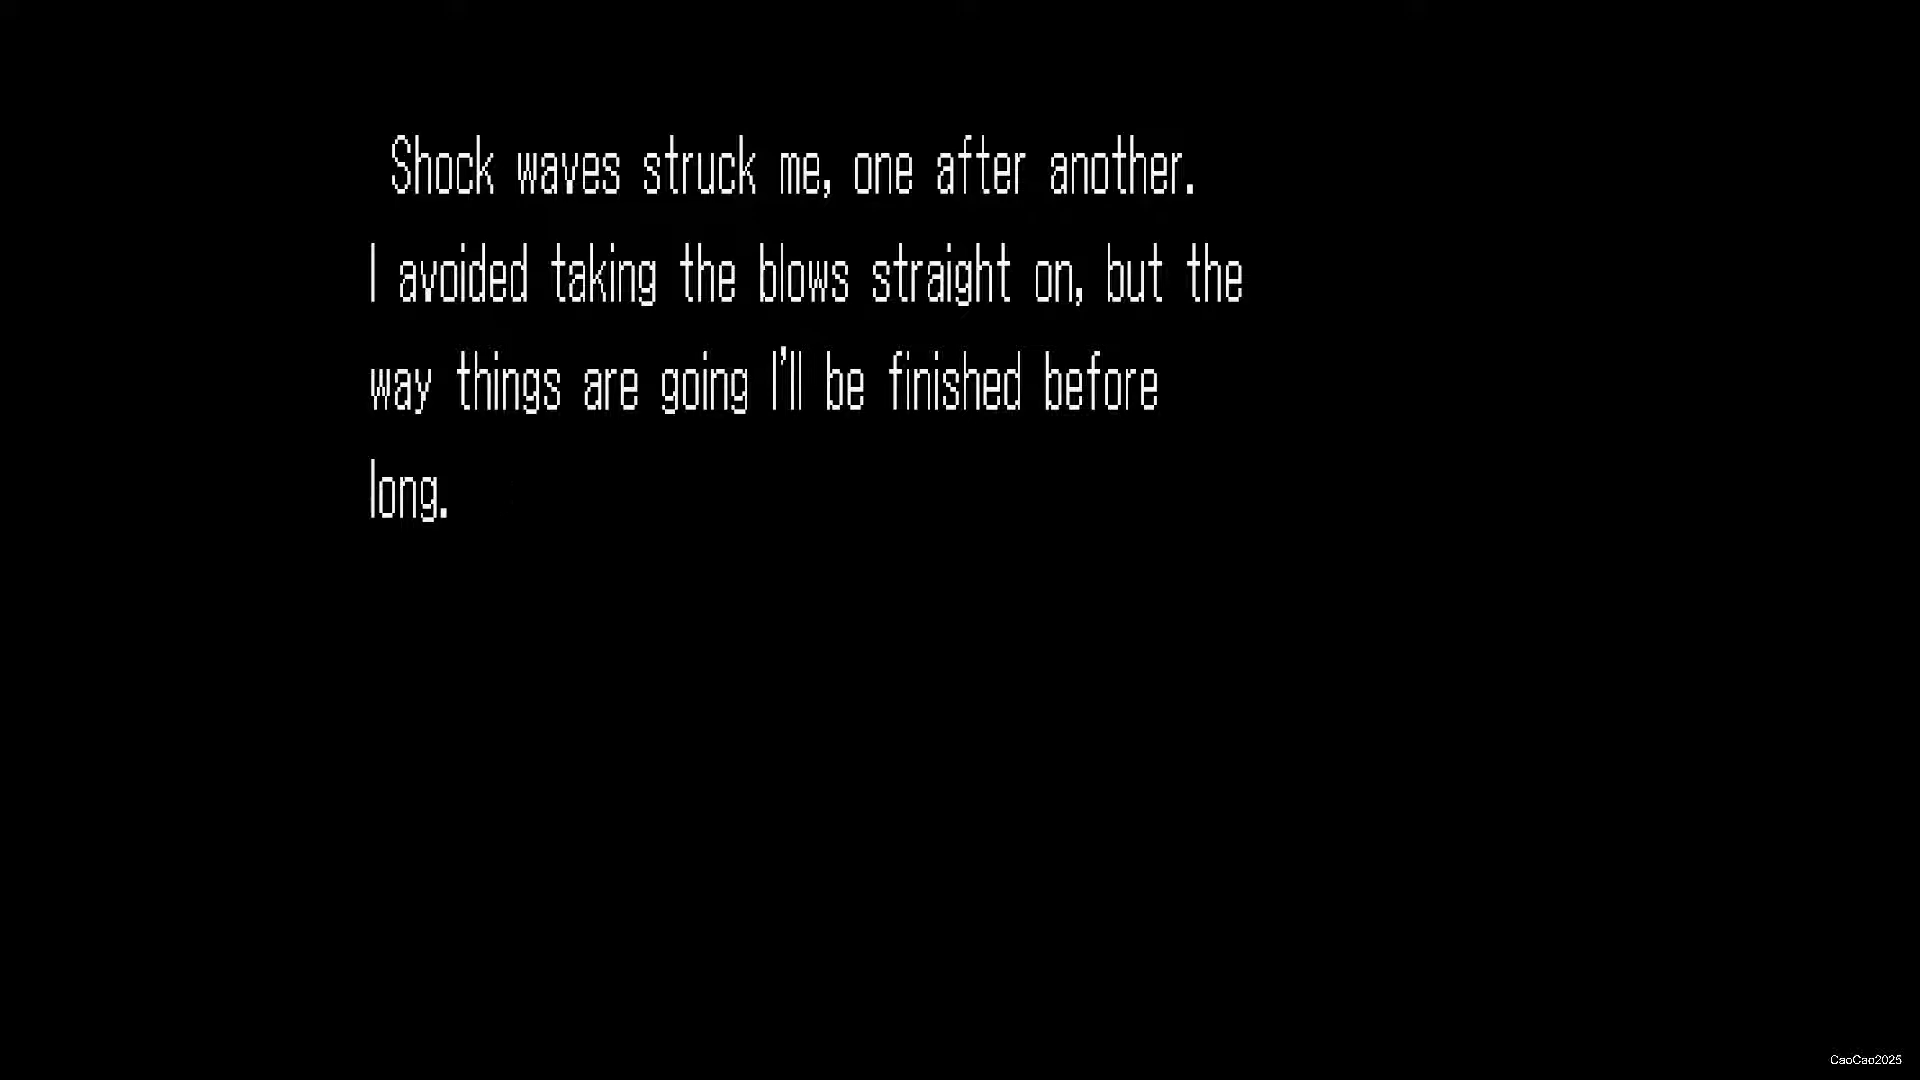 Shock waves struck me, one after another.
I avoided taking the blows straight on, but the
way things are going I'll be finished before
long.
CaoCao2025